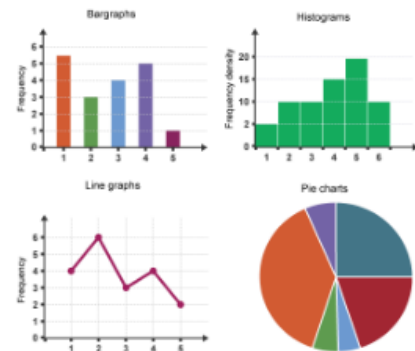 Bargraphs
Frequency
6
5
4
3
2
1
0
1 2 3 4 5
Histograms
Frequency density
20
15
10
2
0
1 2 3 4 5 6
Line graphs
Frequency
6
5
4
3
2
1
0
1 2 3 4 5
Pie charts